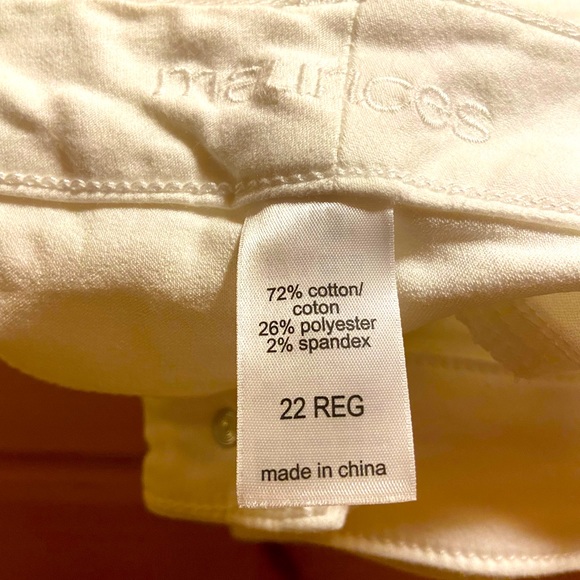 maurices
72% cotton/
coton
26% polyester
2% spandex
22 REG
made in china